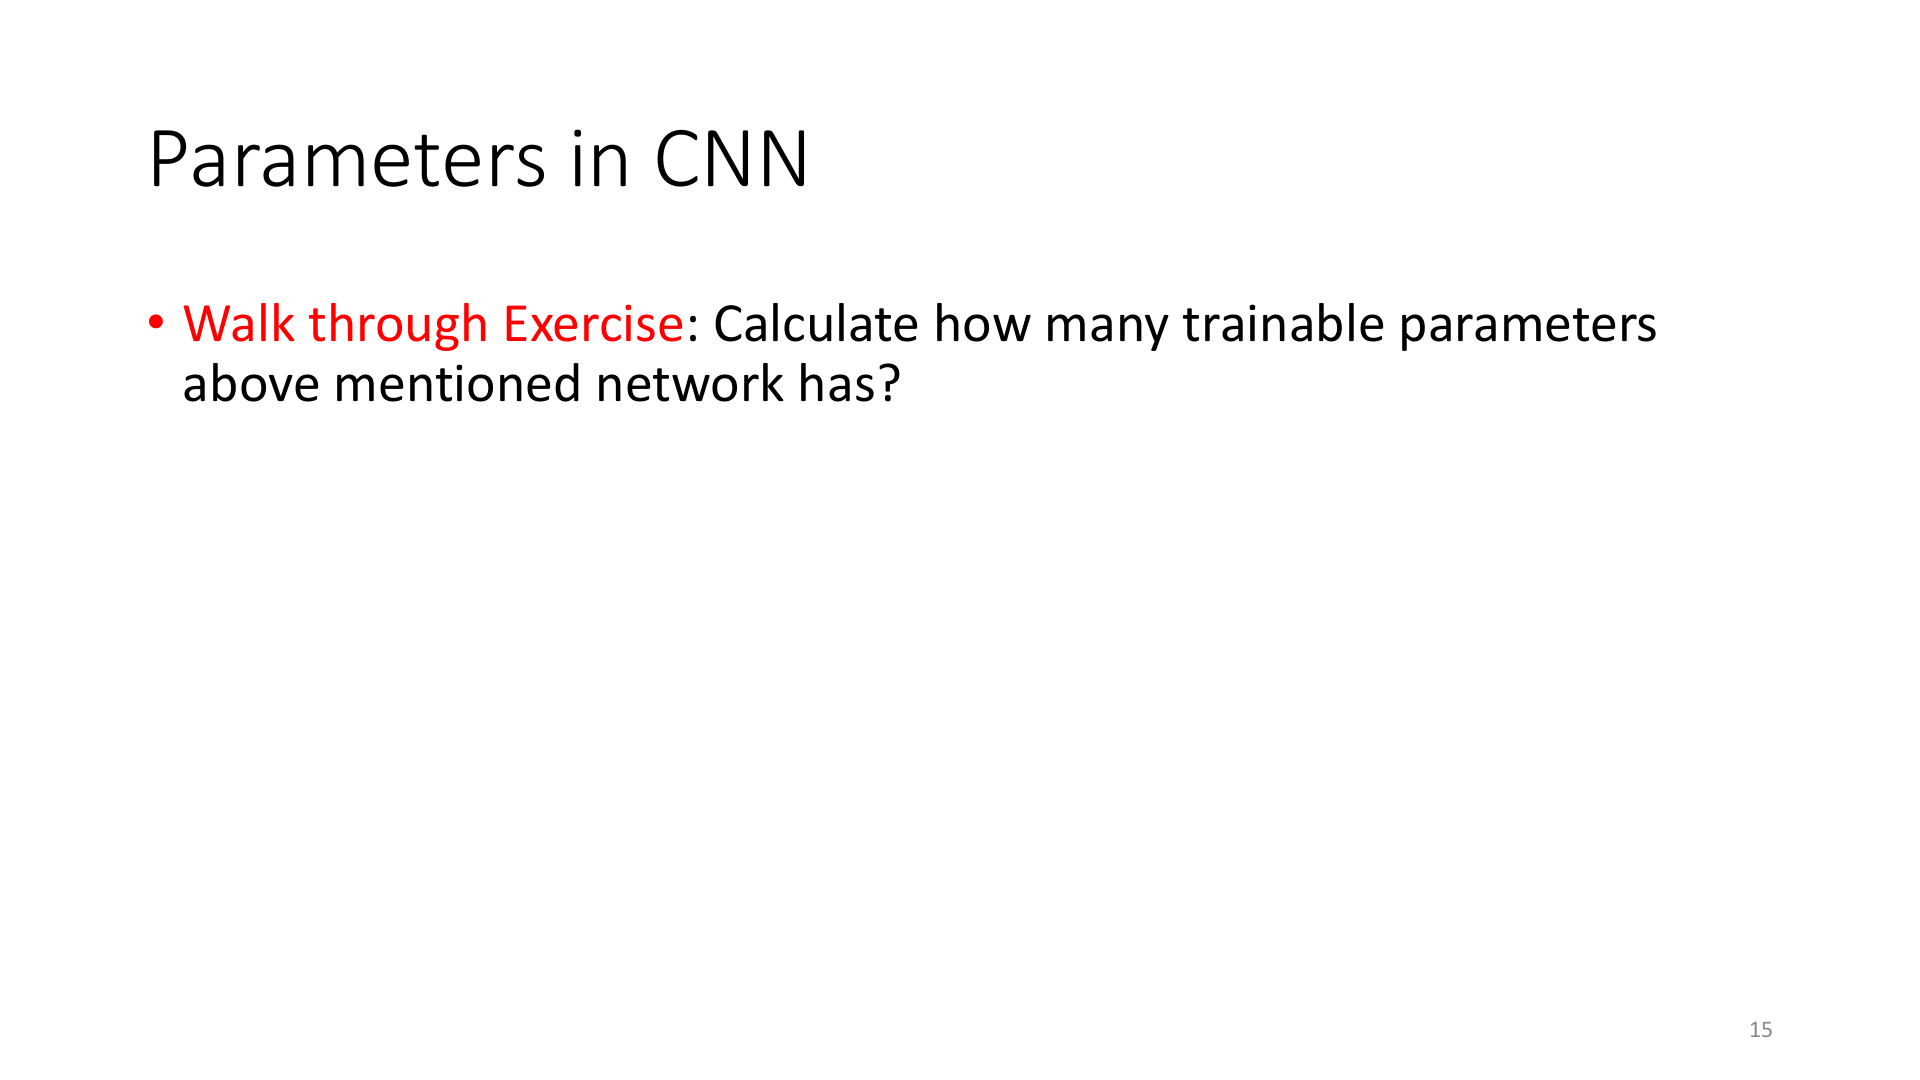 Parameters in CNN
• Walk through Exercise: Calculate how many trainable parameters
above mentioned network has?
15